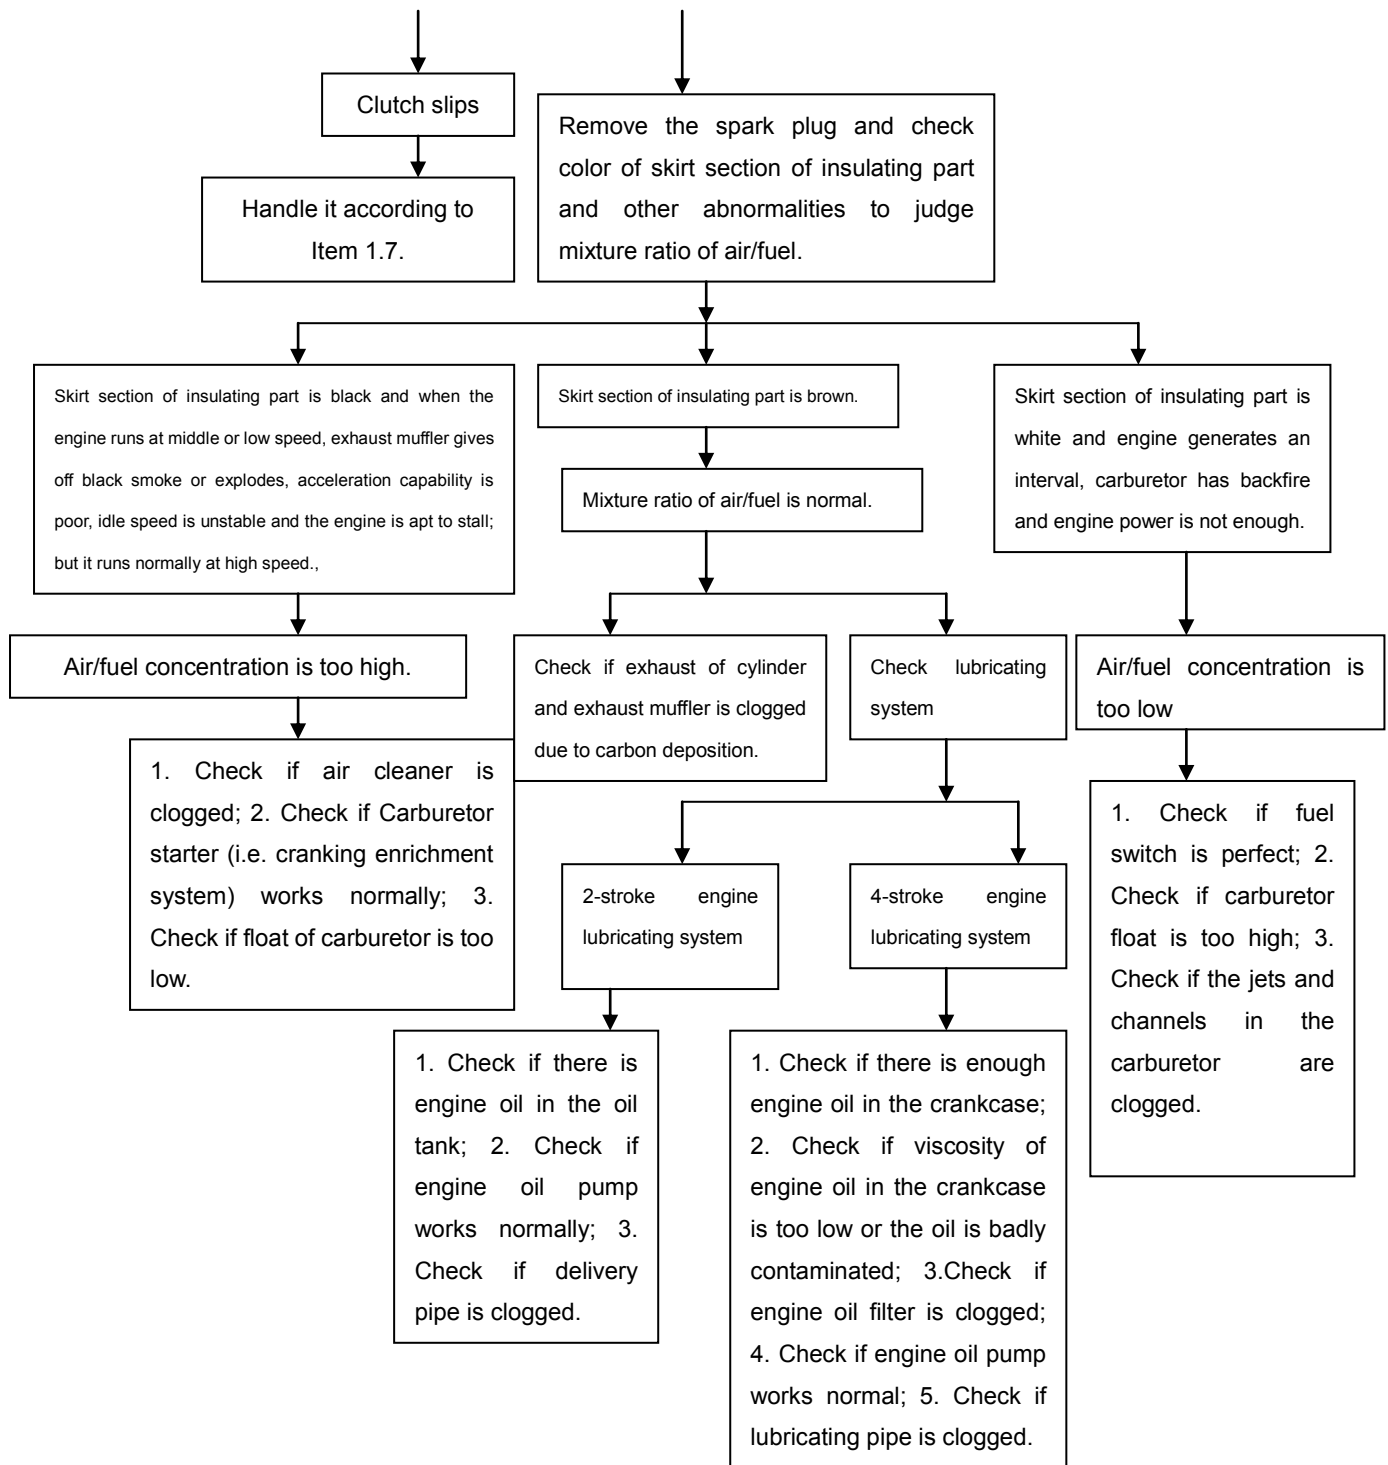 Clutch slips
Handle it according to
Item 1.7.
Remove the spark plug and check
color of skirt section of insulating part
and other abnormalities to judge
mixture ratio of air/fuel.
Skirt section of insulating part is black and when the
engine runs at middle or low speed, exhaust muffler gives
off black smoke or explodes, acceleration capability is
poor, idle speed is unstable and the engine is apt to stall;
but it runs normally at high speed.,
Skirt section of insulating part is brown.
Mixture ratio of air/fuel is normal.
Skirt section of insulating part is
white and engine generates an
interval, carburetor has backfire
and engine power is not enough.
Air/fuel concentration is too high.
Check if exhaust of cylinder
and exhaust muffler is clogged
due to carbon deposition.
Check lubricating
system
Air/fuel concentration is
too low
1. Check if air cleaner is
clogged; 2. Check if Carburetor
starter (i.e. cranking enrichment
system) works normally; 3.
Check if float of carburetor is too
low.
2-stroke engine
lubricating system
4-stroke engine
lubricating system
1. Check if fuel
switch is perfect; 2.
Check if carburetor
float is too high; 3.
Check if the jets and
channels in the
carburetor are
clogged.
1. Check if there is
engine oil in the oil
tank; 2. Check if
engine oil pump
works normally; 3.
Check if delivery
pipe is clogged.
1. Check if there is enough
engine oil in the crankcase;
2. Check if viscosity of
engine oil in the crankcase
is too low or the oil is badly
contaminated; 3.Check if
engine oil filter is clogged;
4. Check if engine oil pump
works normal; 5. Check if
lubricating pipe is clogged.